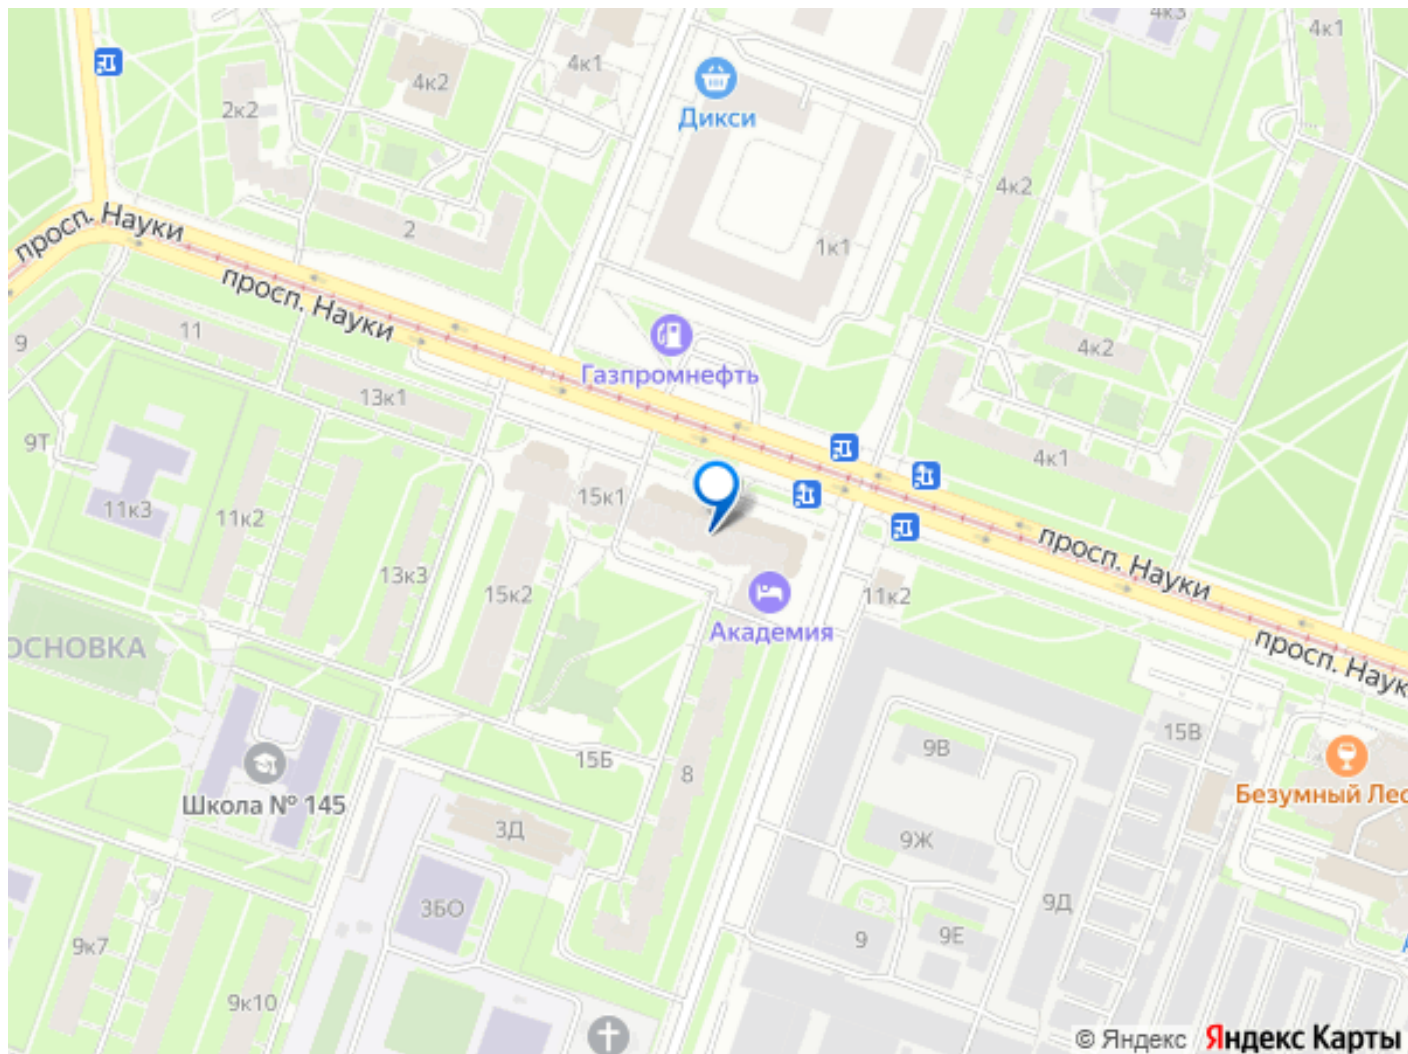 4к3
4к1
4к1
4к2
Дикси
2к2
4к2
просп. Науки
2
1к1
просп. Науки
11
9
4к2
Газпромнефть
13к1
9Т
4к1
15к1
11к3
11к2
просп. Науки
13к3
15к2
11к2
Академия
ОСНОВКА
просп. Наук
15В
9В
15Б
8
Безумный Лес
Школа № 145
3Д
9Ж
9Д
3БО
9
9Е
9к7
9к10
© Яндекс Яндекс Карты